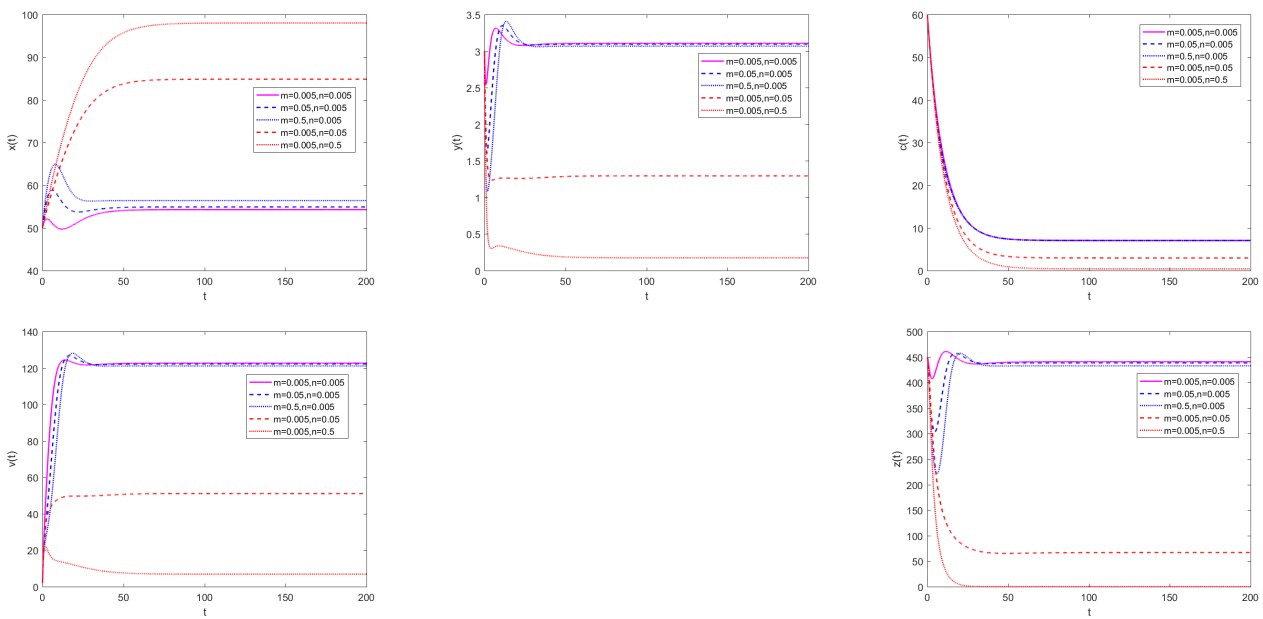 100
90
80
70
60
50
40
x(t)
0
50
100
150
200
t
m=0.005,n=0.005
m=0.05,n=0.005
m=0.5,n=0.005
m=0.005,n=0.05
m=0.005,n=0.5
3.5
3
2.5
2
1.5
1
0.5
0
y(t)
0
50
100
150
200
t
m=0.005,n=0.005
m=0.05,n=0.005
m=0.5,n=0.005
m=0.005,n=0.05
m=0.005,n=0.5
60
50
40
30
20
10
0
c(t)
0
50
100
150
200
t
m=0.005,n=0.005
m=0.05,n=0.005
m=0.5,n=0.005
m=0.005,n=0.05
m=0.005,n=0.5
140
120
100
80
60
40
20
0
v(t)
0
50
100
150
200
t
m=0.005,n=0.005
m=0.05,n=0.005
m=0.5,n=0.005
m=0.005,n=0.05
m=0.005,n=0.5
500
450
400
350
300
250
200
150
100
50
0
z(t)
0
50
100
150
200
t
m=0.005,n=0.005
m=0.05,n=0.005
m=0.5,n=0.005
m=0.005,n=0.05
m=0.005,n=0.5